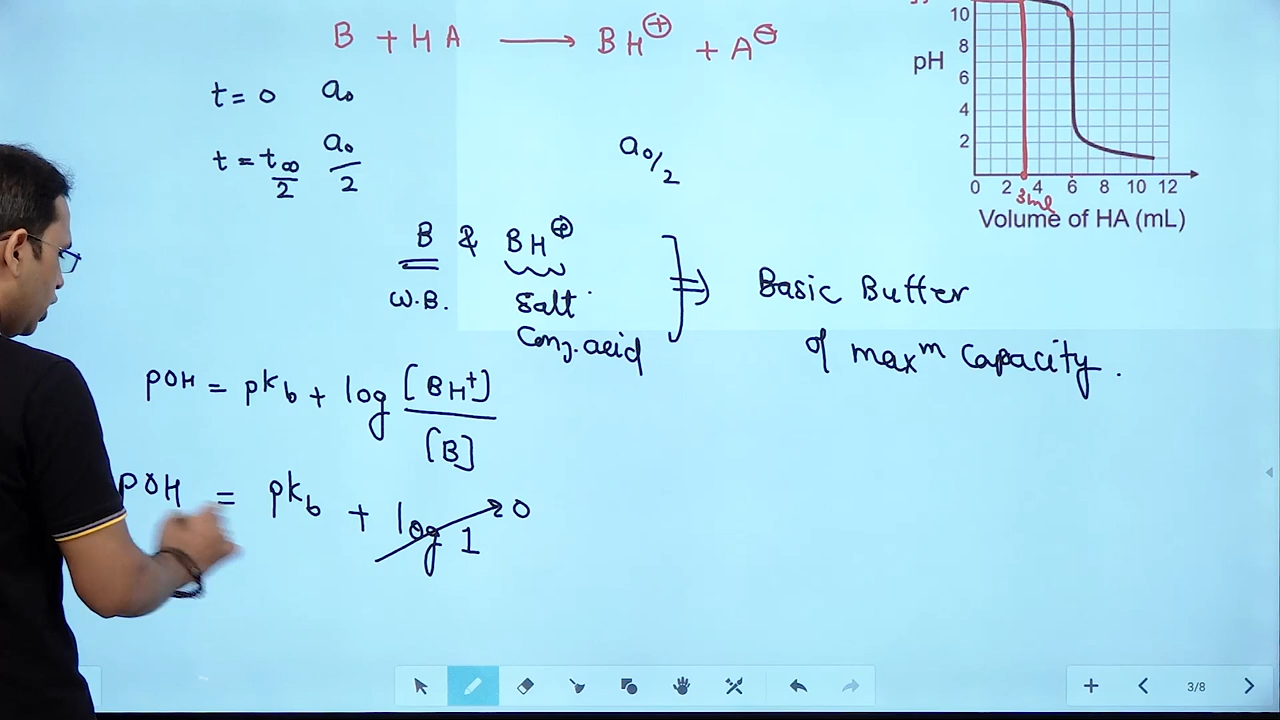 B + HA ⟶ BH⊕ + A⊖
t = 0 a₀
t = t∞/2 a₀/2 a₀/2
B & BH⊕
W.B. Salt
Conj. acid
⇒ Basic Buffer
of maxᵐ Capacity.
pOH = pKb + log [BH⁺]/[B]
pOH = pKb + log 1 → 0
pH
10
8
6
4
2
0 2 4 6 8 10 12
3ml
Volume of HA (mL)
3/8